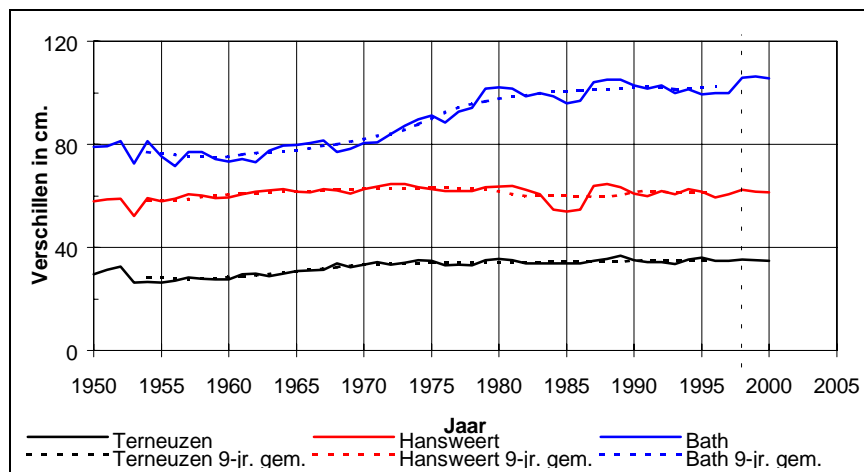 Verschillen in cm.
120
80
40
0
1950 1955 1960 1965 1970 1975 1980 1985 1990 1995 2000 2005
Jaar
Terneuzen Hansweert Bath
Terneuzen 9-jr. gem. Hansweert 9-jr. gem. Bath 9-jr. gem.